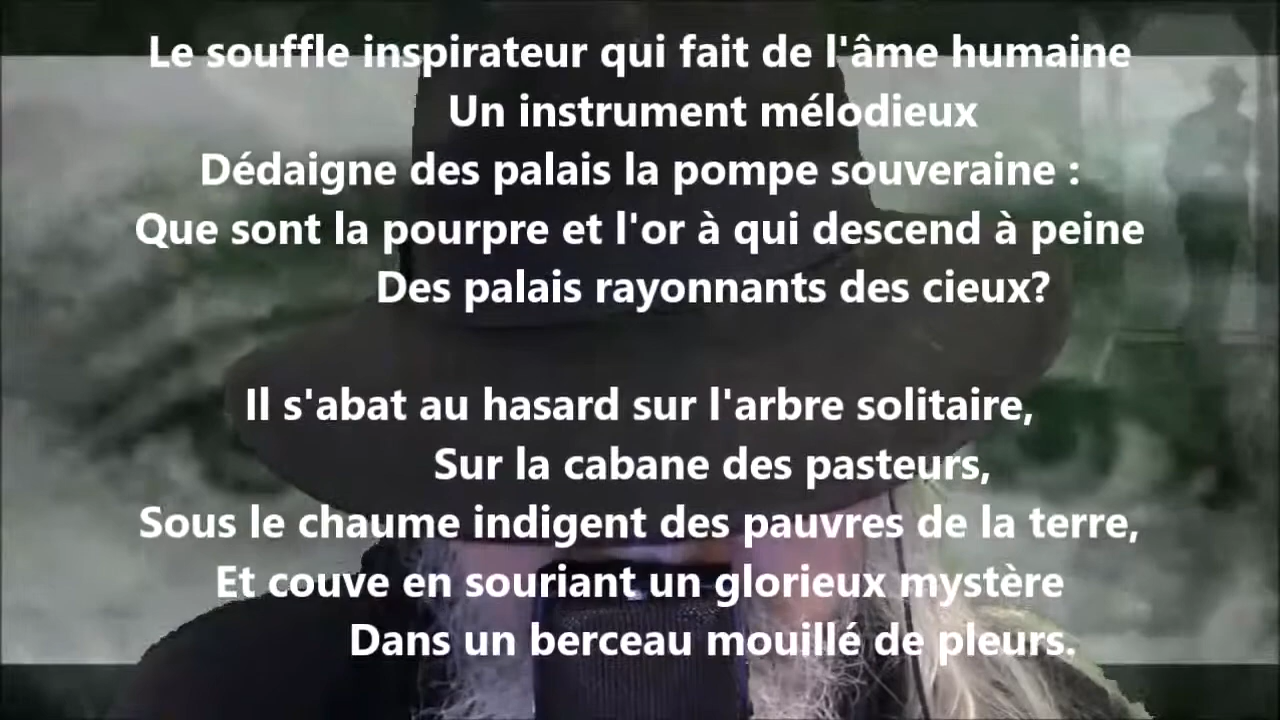 Le souffle inspirateur qui fait de l'âme humaine
Un instrument mélodieux
Dédaigne des palais la pompe souveraine :
Que sont la pourpre et l'or à qui descend à peine
Des palais rayonnants des cieux?
Il s'abat au hasard sur l'arbre solitaire,
Sur la cabane des pasteurs,
Sous le chaume indigent des pauvres de la terre,
Et couve en souriant un glorieux mystère
Dans un berceau mouillé de pleurs.